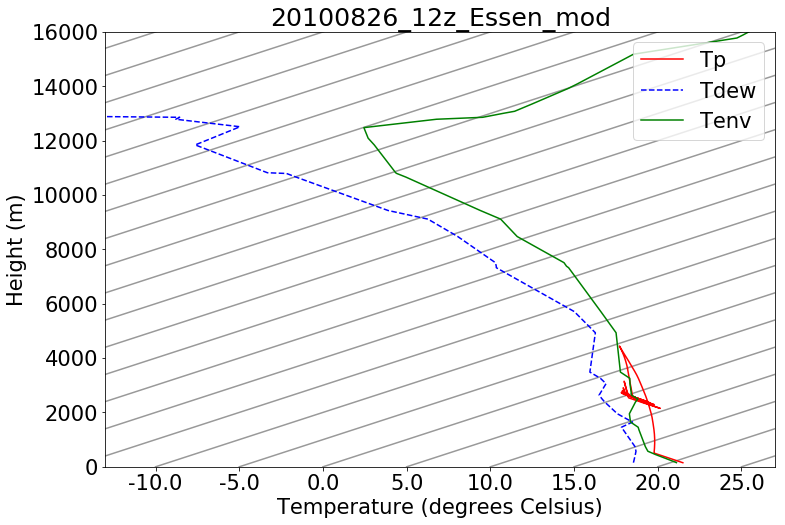 20100826_12z_Essen_mod
16000
14000
12000
10000
8000
6000
4000
2000
0
Height (m)
Tp
Tdew
Tenv
-10.0 -5.0 0.0 5.0 10.0 15.0 20.0 25.0
Temperature (degrees Celsius)